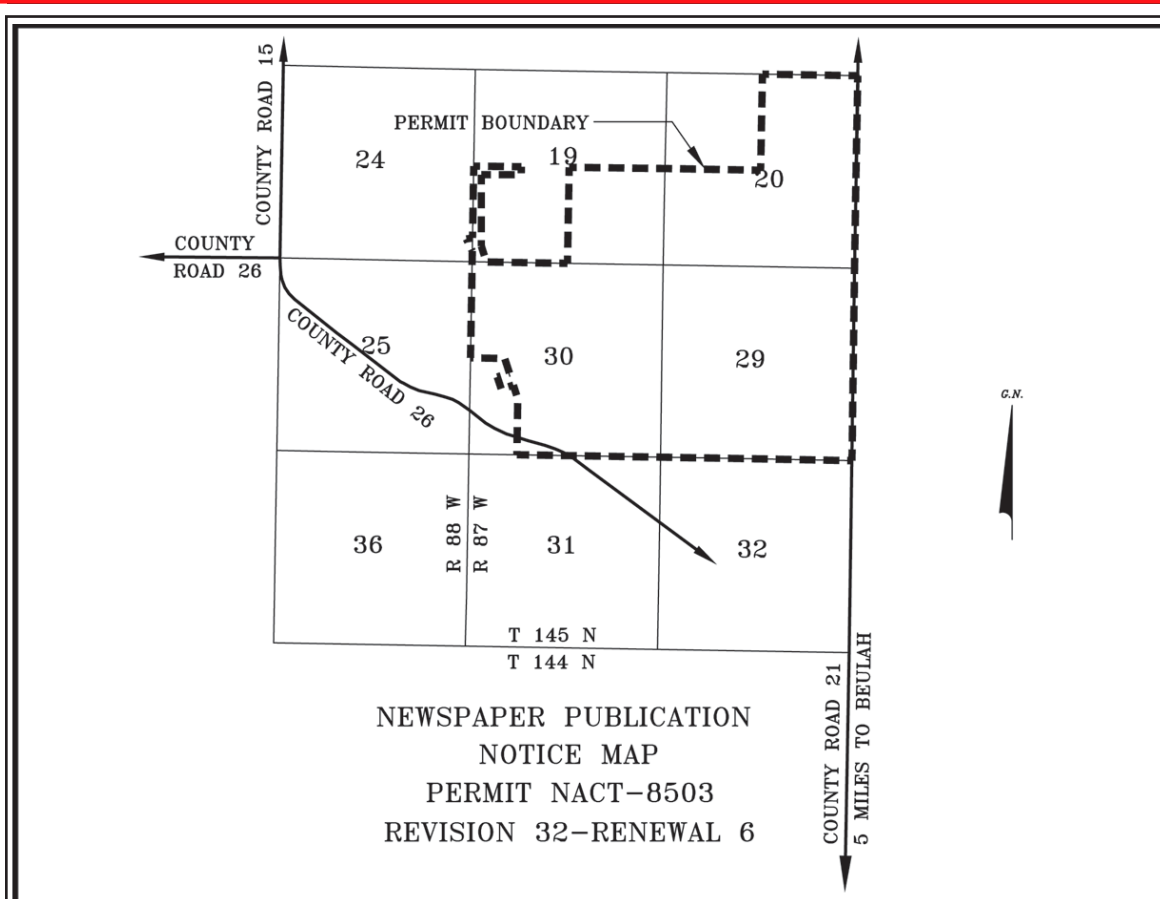 COUNTY ROAD 15
PERMIT BOUNDARY
24
19
20
COUNTY
ROAD 26
COUNTY ROAD 26
25
30
29
G.N.
R 88 W
R 87 W
36
31
32
T 145 N
T 144 N
COUNTY ROAD 21
5 MILES TO BEULAH
NEWSPAPER PUBLICATION
NOTICE MAP
PERMIT NACT-8503
REVISION 32-RENEWAL 6